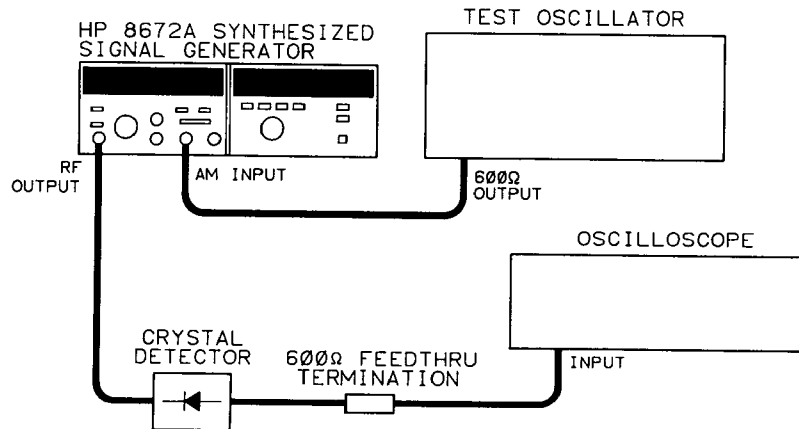 HP 8672A SYNTHESIZED
SIGNAL GENERATOR
TEST OSCILLATOR
RF
OUTPUT
AM INPUT
600Ω
OUTPUT
OSCILLOSCOPE
CRYSTAL
DETECTOR
600Ω FEEDTHRU
TERMINATION
INPUT